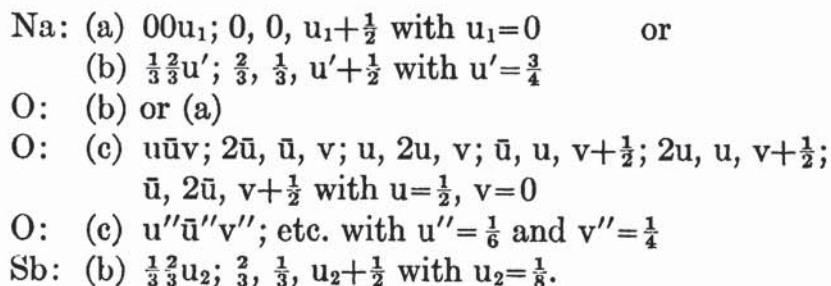 Na: (a) 00u₁; 0, 0, u₁+½ with u₁=0 or
(b) ⅓⅔u′; ⅔, ⅓, u′+½ with u′=¾
O: (b) or (a)
O: (c) uūv; 2ū, ū, v; u, 2u, v; ū, u, v+½; 2u, u, v+½;
ū, 2ū, v+½ with u=½, v=0
O: (c) u″ū″v″; etc. with u″=⅙ and v″=¼
Sb: (b) ⅓⅔u₂; ⅔, ⅓, u₂+½ with u₂=⅛.